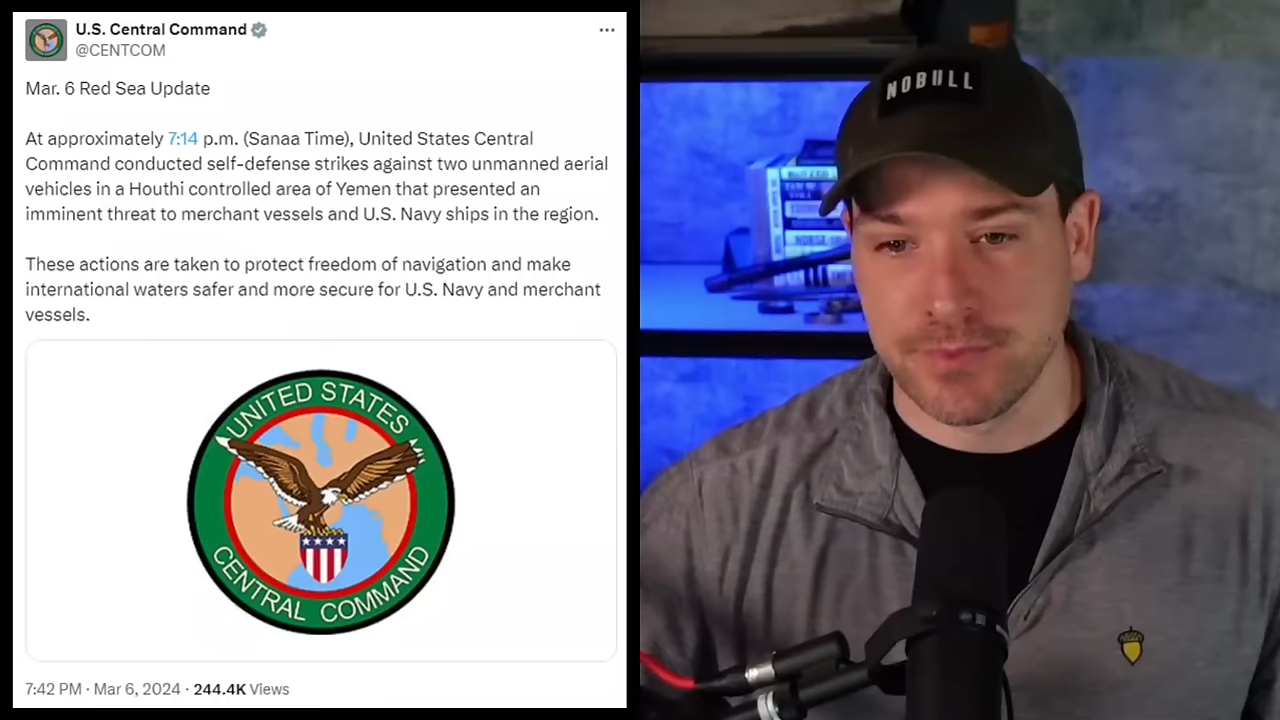 U.S. Central Command
@CENTCOM
Mar. 6 Red Sea Update
At approximately 7:14 p.m. (Sanaa Time), United States Central
Command conducted self-defense strikes against two unmanned aerial
vehicles in a Houthi controlled area of Yemen that presented an
imminent threat to merchant vessels and U.S. Navy ships in the region.
These actions are taken to protect freedom of navigation and make
international waters safer and more secure for U.S. Navy and merchant
vessels.
UNITED STATES
CENTRAL COMMAND
7:42 PM · Mar 6, 2024 · 244.4K Views
NOBULL